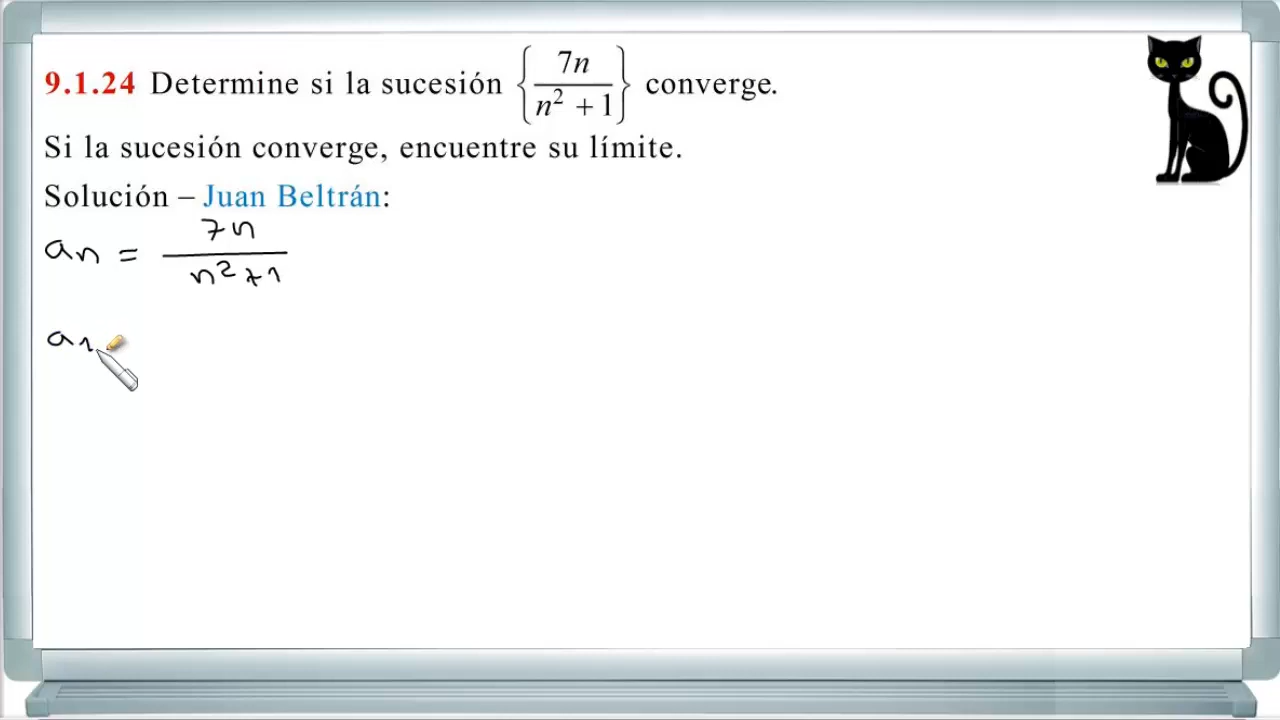 9.1.24 Determine si la sucesión {7n / n² + 1} converge.
Si la sucesión converge, encuentre su límite.
Solución – Juan Beltrán:
an = 7n / n² + 1
a1